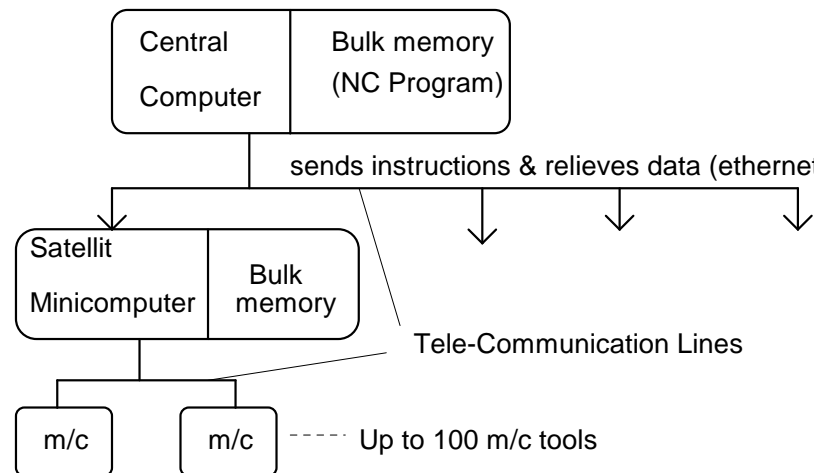 Central
Computer
Bulk memory
(NC Program)
sends instructions & relieves data (ethernet
Satellit
Minicomputer
Bulk
memory
Tele-Communication Lines
m/c
m/c
Up to 100 m/c tools